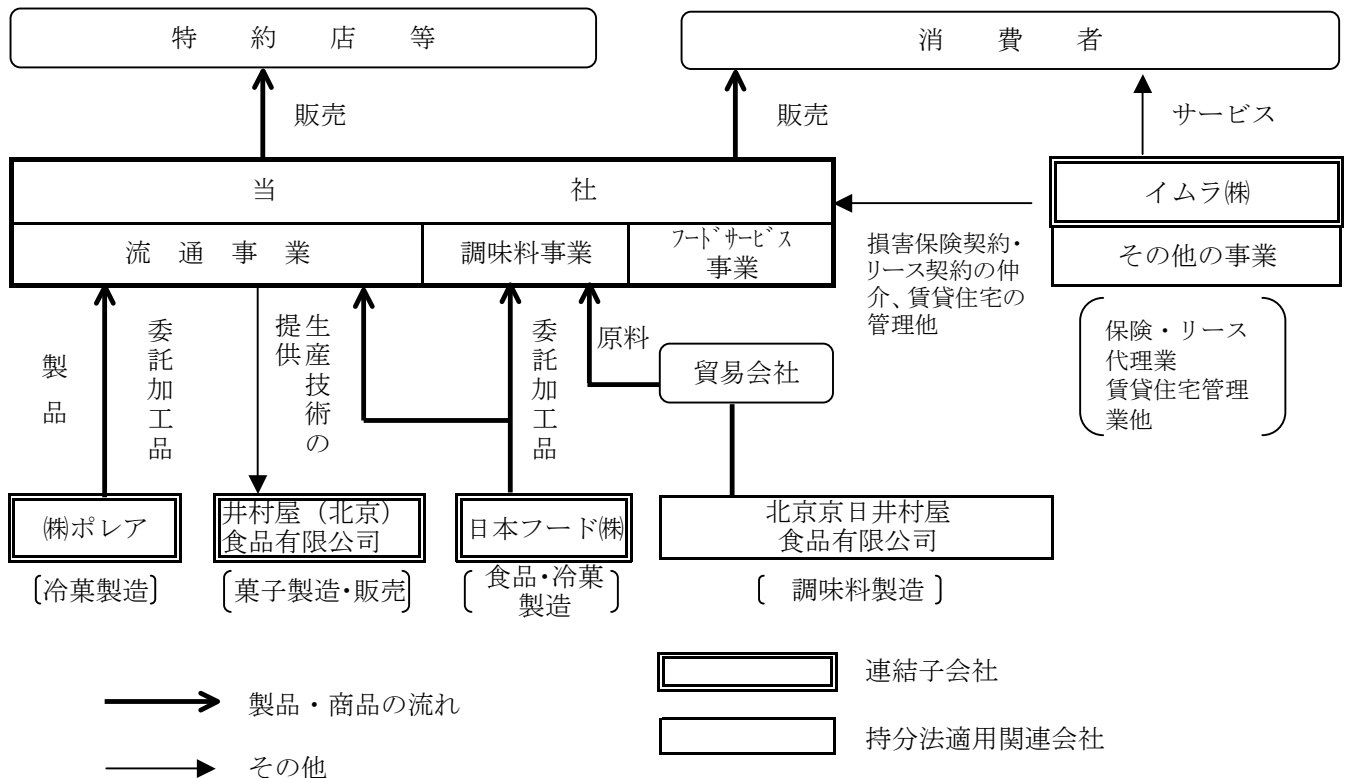 特約店等
消費者
販売
販売
サービス
当社
イムラ㈱
流通事業
調味料事業
フードサービス
事業
その他の事業
損害保険契約・
リース契約の仲
介、賃貸住宅の
管理他
保険・リース
代理業
賃貸住宅管理
業他
製品
委託加工品
生産技術の
提供
委託加工品
原料
貿易会社
㈱ポレア
井村屋（北京）
食品有限公司
日本フード㈱
北京京日井村屋
食品有限公司
〔冷菓製造〕
〔菓子製造・販売〕
〔食品・冷菓
製造〕
〔 調味料製造 〕
連結子会社
製品・商品の流れ
持分法適用関連会社
その他